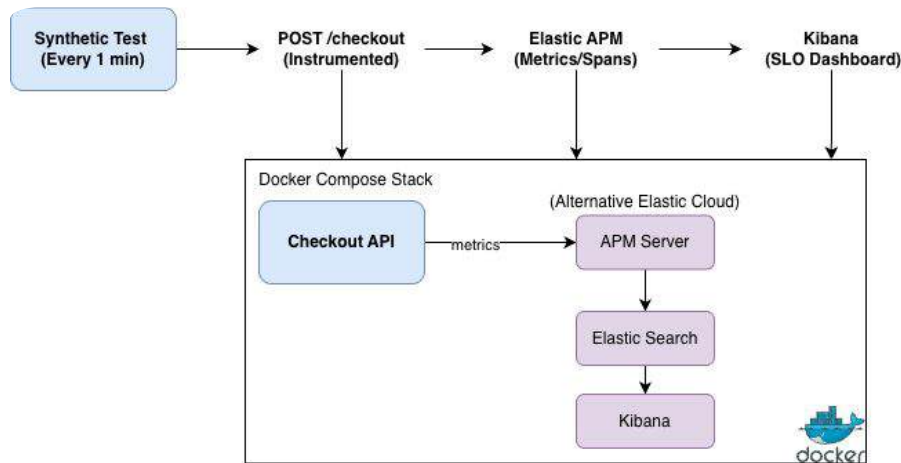 Synthetic Test
(Every 1 min)
POST /checkout
(Instrumented)
Elastic APM
(Metrics/Spans)
Kibana
(SLO Dashboard)
Docker Compose Stack
(Alternative Elastic Cloud)
Checkout API
metrics
APM Server
Elastic Search
Kibana
docker